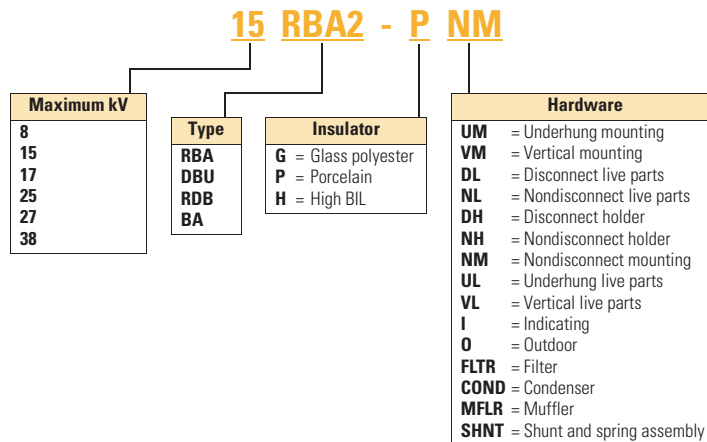 15 RBA2 - P NM
Maximum kV
8
15
17
25
27
38
Type
RBA
DBU
RDB
BA
Insulator
G = Glass polyester
P = Porcelain
H = High BIL
Hardware
UM = Underhung mounting
VM = Vertical mounting
DL = Disconnect live parts
NL = Nondisconnect live parts
DH = Disconnect holder
NH = Nondisconnect holder
NM = Nondisconnect mounting
UL = Underhung live parts
VL = Vertical live parts
I = Indicating
O = Outdoor
FLTR = Filter
COND = Condenser
MFLR = Muffler
SHNT = Shunt and spring assembly